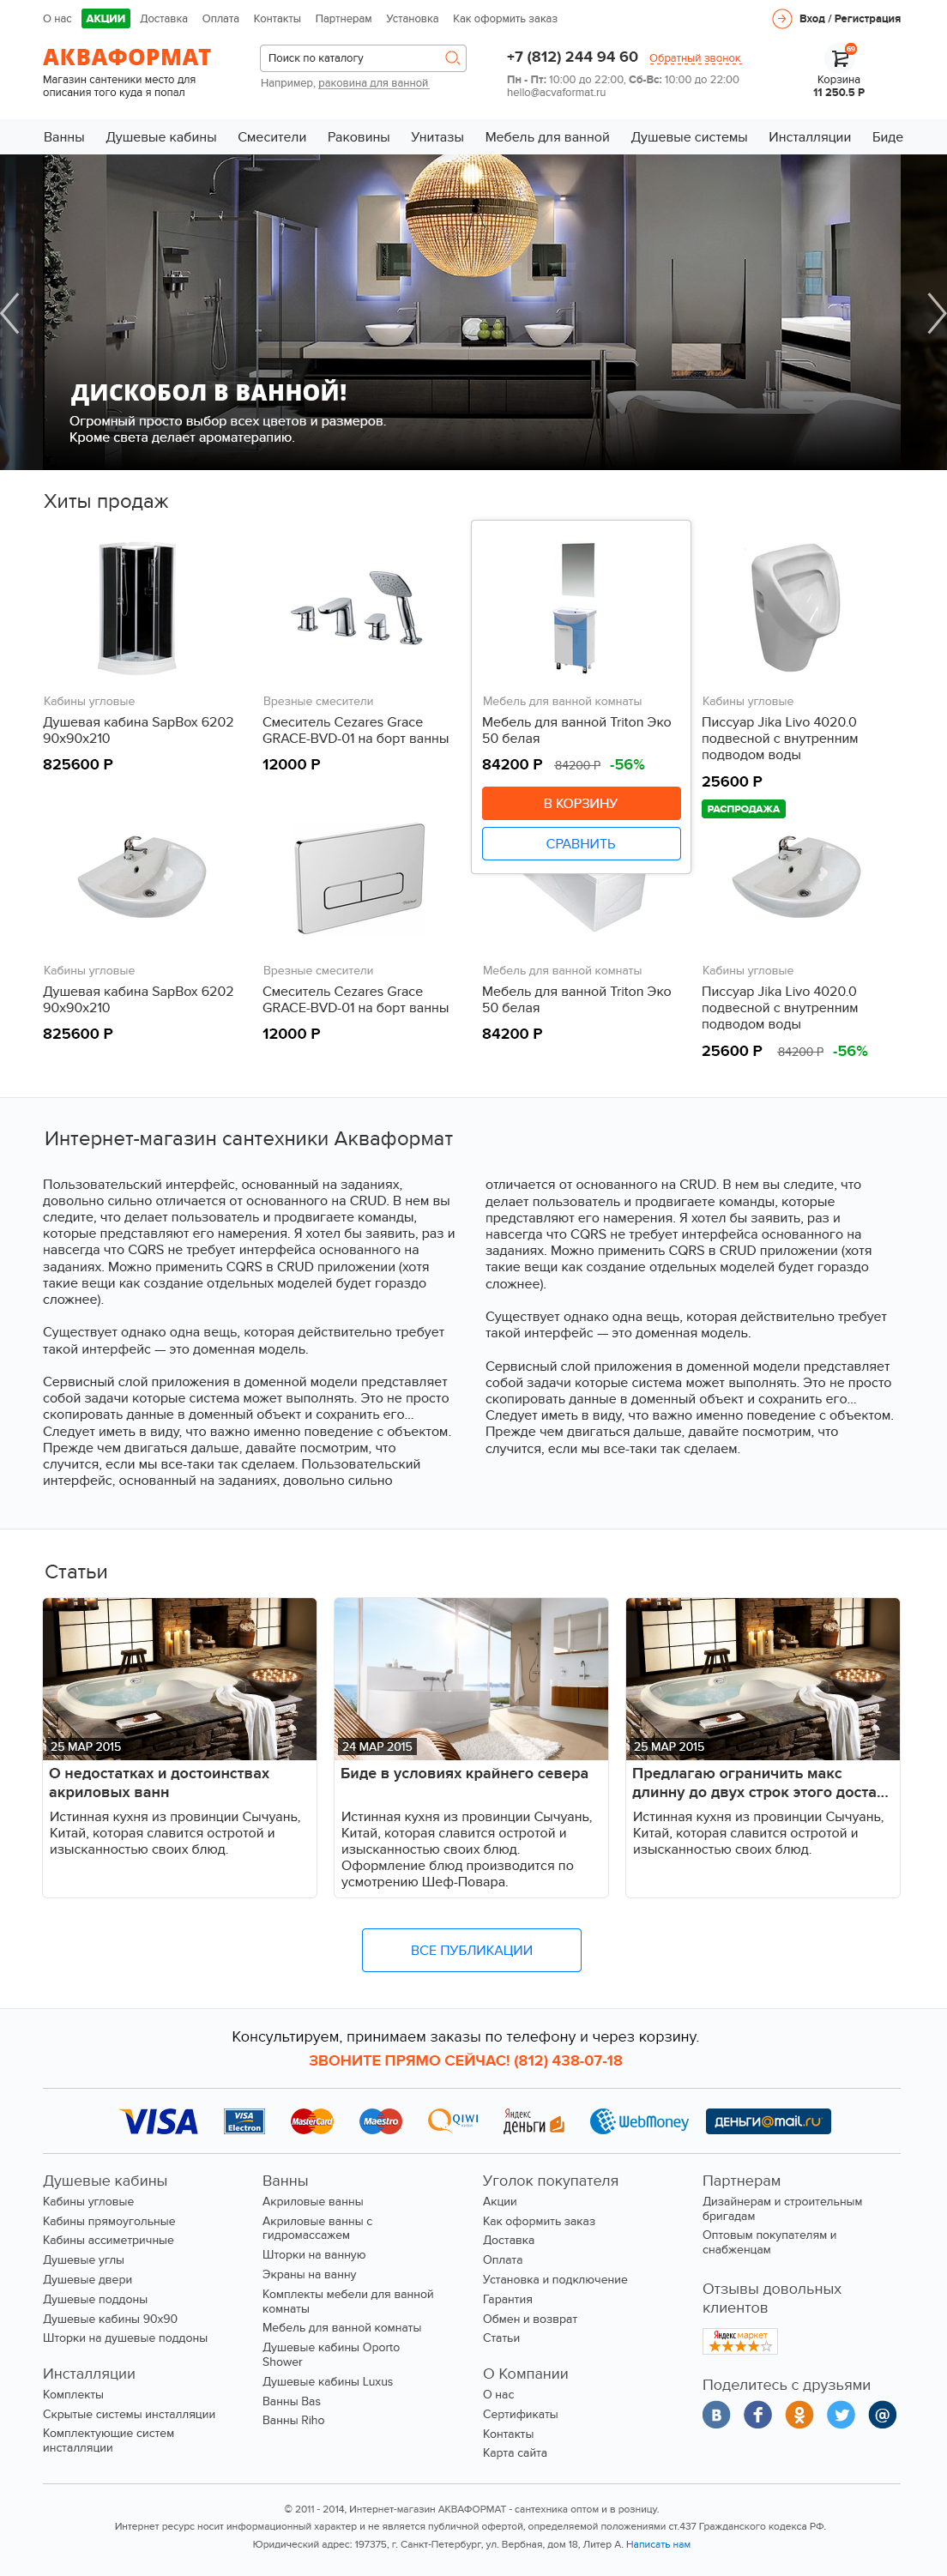 О нас АКЦИИ Доставка Оплата Контакты Партнерам Установка Как оформить заказ Вход / Регистрация
АКВАФОРМАТ
Магазин сантеники место для
описания того куда я попал
Поиск по каталогу
Например, раковина для ванной
+7 (812) 244 94 60 Обратный звонок
Пн - Пт: 10:00 до 22:00, Сб-Вс: 10:00 до 22:00
hello@acvaformat.ru
69
Корзина
11 250.5 Р
Ванны Душевые кабины Смесители Раковины Унитазы Мебель для ванной Душевые системы Инсталляции Биде
ДИСКОБОЛ В ВАННОЙ!
Огромный просто выбор всех цветов и размеров.
Кроме света делает ароматерапию.
Хиты продаж
Кабины угловые
Душевая кабина SapBox 6202
90x90x210
825600 Р
Врезные смесители
Смеситель Cezares Grace
GRACE-BVD-01 на борт ванны
12000 Р
Мебель для ванной комнаты
Мебель для ванной Triton Эко
50 белая
84200 Р 84200 Р -56%
В КОРЗИНУ
СРАВНИТЬ
Кабины угловые
Писсуар Jika Livo 4020.0
подвесной с внутренним
подводом воды
25600 Р
РАСПРОДАЖА
Кабины угловые
Душевая кабина SapBox 6202
90x90x210
825600 Р
Врезные смесители
Смеситель Cezares Grace
GRACE-BVD-01 на борт ванны
12000 Р
Мебель для ванной комнаты
Мебель для ванной Triton Эко
50 белая
84200 Р
Кабины угловые
Писсуар Jika Livo 4020.0
подвесной с внутренним
подводом воды
25600 Р 84200 Р -56%
Интернет-магазин сантехники Акваформат
Пользовательский интерфейс, основанный на заданиях,
довольно сильно отличается от основанного на CRUD. В нем вы
следите, что делает пользователь и продвигаете команды,
которые представляют его намерения. Я хотел бы заявить, раз и
навсегда что CQRS не требует интерфейса основанного на
заданиях. Можно применить CQRS в CRUD приложении (хотя
такие вещи как создание отдельных моделей будет гораздо
сложнее).
Существует однако одна вещь, которая действительно требует
такой интерфейс — это доменная модель.
Сервисный слой приложения в доменной модели представляет
собой задачи которые система может выполнять. Это не просто
скопировать данные в доменный объект и сохранить его...
Следует иметь в виду, что важно именно поведение с объектом.
Прежде чем двигаться дальше, давайте посмотрим, что
случится, если мы все-таки так сделаем. Пользовательский
интерфейс, основанный на заданиях, довольно сильно
отличается от основанного на CRUD. В нем вы следите, что
делает пользователь и продвигаете команды, которые
представляют его намерения. Я хотел бы заявить, раз и
навсегда что CQRS не требует интерфейса основанного на
заданиях. Можно применить CQRS в CRUD приложении (хотя
такие вещи как создание отдельных моделей будет гораздо
сложнее).
Существует однако одна вещь, которая действительно требует
такой интерфейс — это доменная модель.
Сервисный слой приложения в доменной модели представляет
собой задачи которые система может выполнять. Это не просто
скопировать данные в доменный объект и сохранить его...
Следует иметь в виду, что важно именно поведение с объектом.
Прежде чем двигаться дальше, давайте посмотрим, что
случится, если мы все-таки так сделаем.
Статьи
25 МАР 2015
О недостатках и достоинствах
акриловых ванн
Истинная кухня из провинции Сычуань,
Китай, которая славится остротой и
изысканностью своих блюд.
24 МАР 2015
Биде в условиях крайнего севера
Истинная кухня из провинции Сычуань,
Китай, которая славится остротой и
изысканностью своих блюд.
Оформление блюд производится по
усмотрению Шеф-Повара.
25 МАР 2015
Предлагаю ограничить макс
длинну до двух строк этого доста...
Истинная кухня из провинции Сычуань,
Китай, которая славится остротой и
изысканностью своих блюд.
ВСЕ ПУБЛИКАЦИИ
Консультируем, принимаем заказы по телефону и через корзину.
ЗВОНИТЕ ПРЯМО СЕЙЧАС! (812) 438-07-18
VISA VISA Electron MasterCard Maestro QIWI Яндекс деньги WebMoney ДЕНЬГИ@mail.ru
Душевые кабины
Кабины угловые
Кабины прямоугольные
Кабины ассиметричные
Душевые углы
Душевые двери
Душевые поддоны
Душевые кабины 90x90
Шторки на душевые поддоны
Инсталляции
Комплекты
Скрытые системы инсталляции
Комплектующие систем
инсталляции
Ванны
Акриловые ванны
Акриловые ванны с
гидромассажем
Шторки на ванную
Экраны на ванну
Комплекты мебели для ванной
комнаты
Мебель для ванной комнаты
Душевые кабины Oporto
Shower
Душевые кабины Luxus
Ванны Bas
Ванны Riho
Уголок покупателя
Акции
Как оформить заказ
Доставка
Оплата
Установка и подключение
Гарантия
Обмен и возврат
Статьи
О Компании
О нас
Сертификаты
Контакты
Карта сайта
Партнерам
Дизайнерам и строительным
бригадам
Оптовым покупателям и
снабженцам
Отзывы довольных
клиентов
Яндекс маркет
Поделитесь с друзьями
© 2011 - 2014, Интернет-магазин АКВАФОРМАТ - сантехника оптом и в розницу.
Интернет ресурс носит информационный характер и не является публичной офертой, определяемой положениями ст.437 Гражданского кодекса РФ.
Юридический адрес: 197375, г. Санкт-Петербург, ул. Вербная, дом 18, Литер А. Написать нам